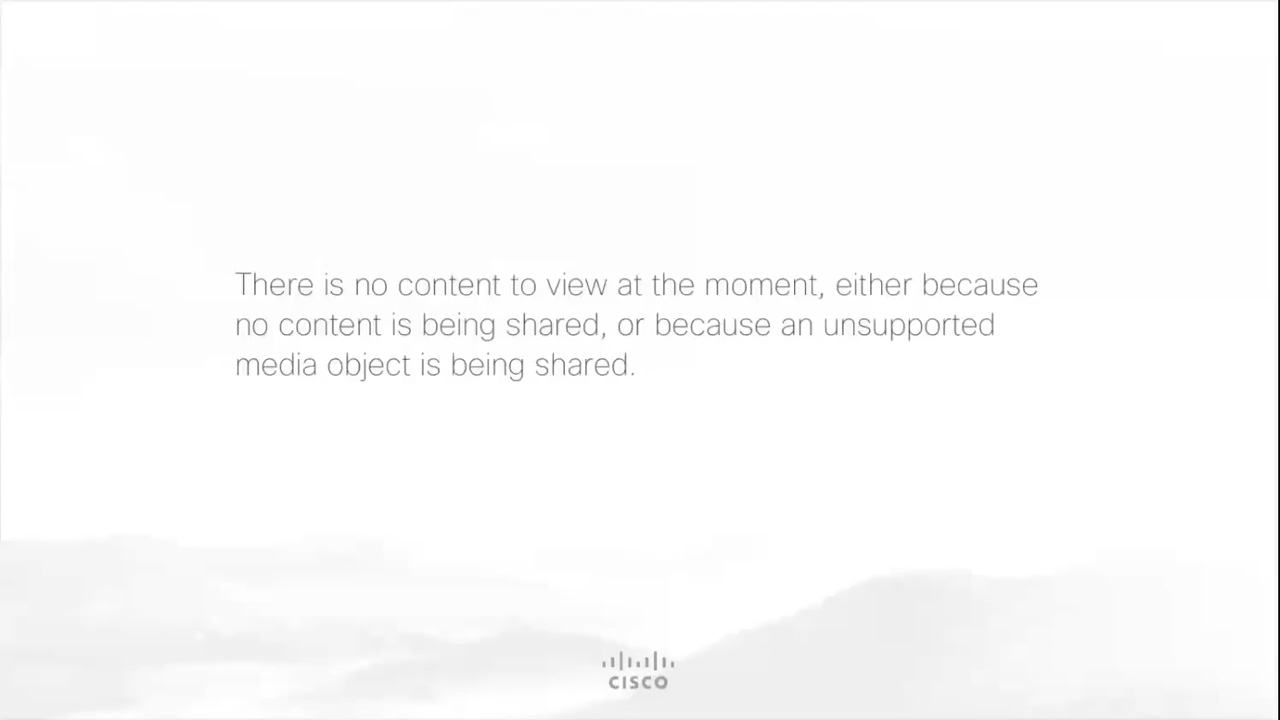 There is no content to view at the moment, either because
no content is being shared, or because an unsupported
media object is being shared.
CISCO